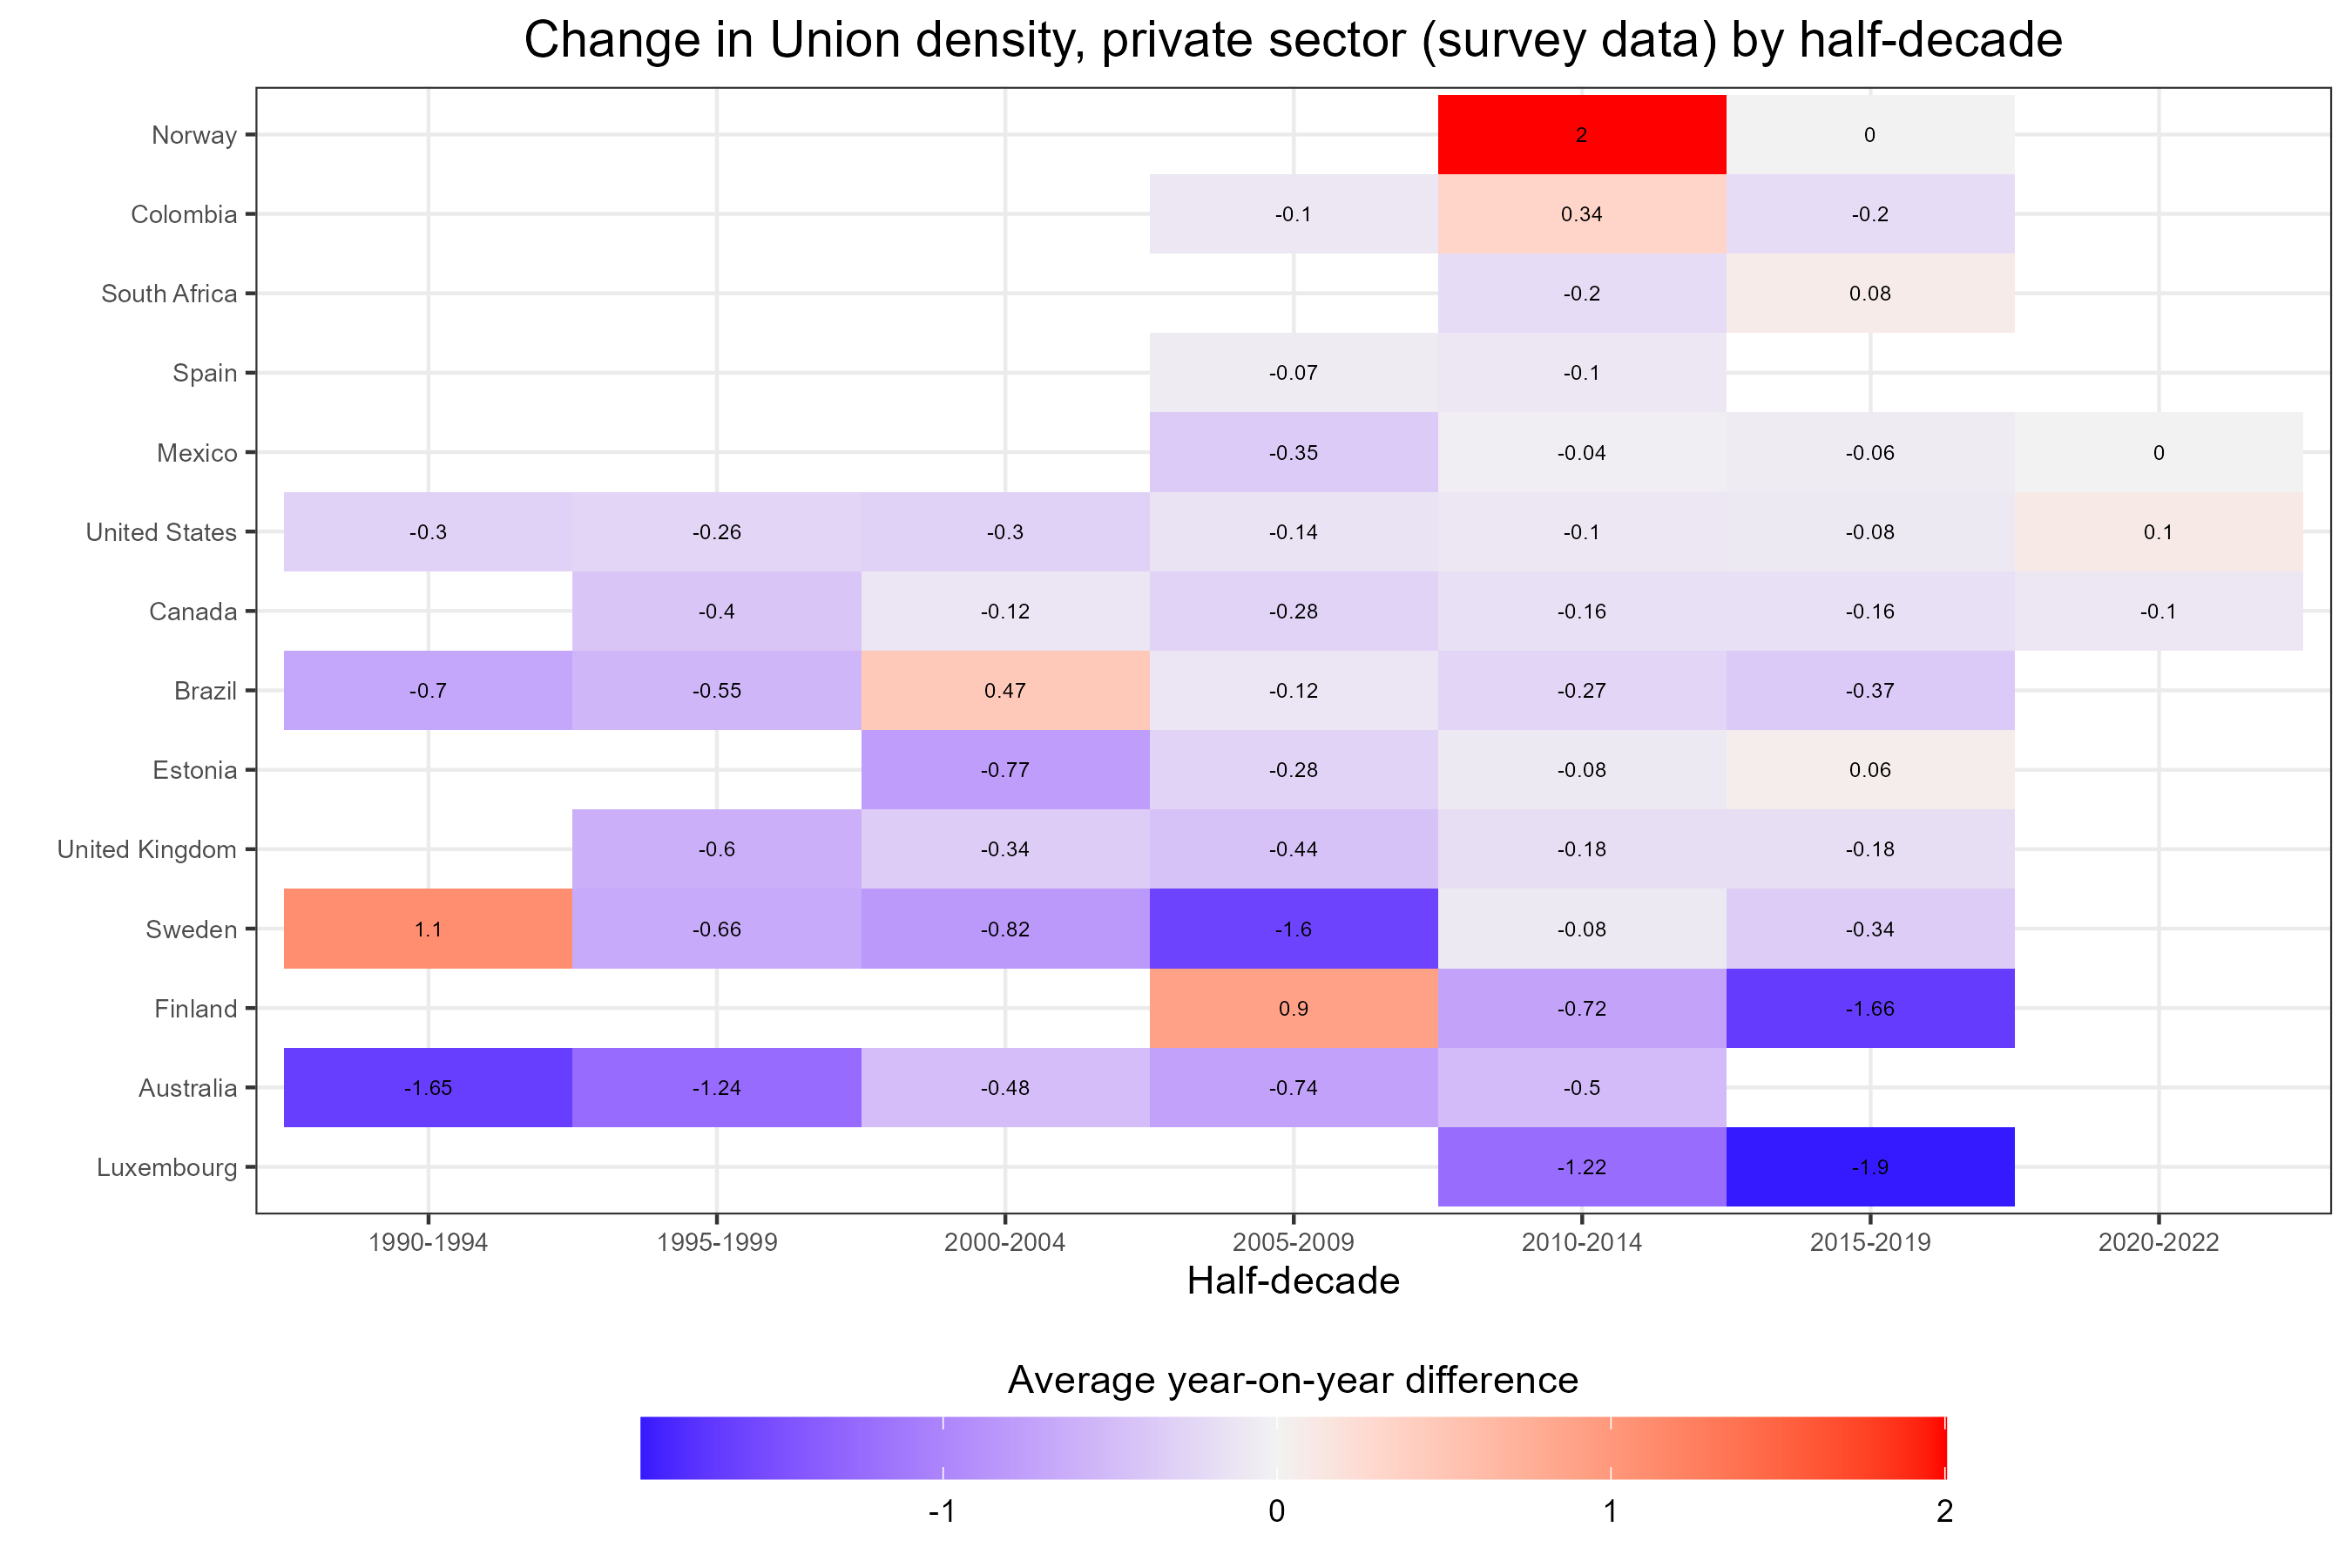 Change in Union density, private sector (survey data) by half-decade
Norway 2 0
Colombia -0.1 0.34 -0.2
South Africa -0.2 0.08
Spain -0.07 -0.1
Mexico -0.35 -0.04 -0.06 0
United States -0.3 -0.26 -0.3 -0.14 -0.1 -0.08 0.1
Canada -0.4 -0.12 -0.28 -0.16 -0.16 -0.1
Brazil -0.7 -0.55 0.47 -0.12 -0.27 -0.37
Estonia -0.77 -0.28 -0.08 0.06
United Kingdom -0.6 -0.34 -0.44 -0.18 -0.18
Sweden 1.1 -0.66 -0.82 -1.6 -0.08 -0.34
Finland 0.9 -0.72 -1.66
Australia -1.65 -1.24 -0.48 -0.74 -0.5
Luxembourg -1.22 -1.9
1990-1994 1995-1999 2000-2004 2005-2009 2010-2014 2015-2019 2020-2022
Half-decade
Average year-on-year difference
-1 0 1 2